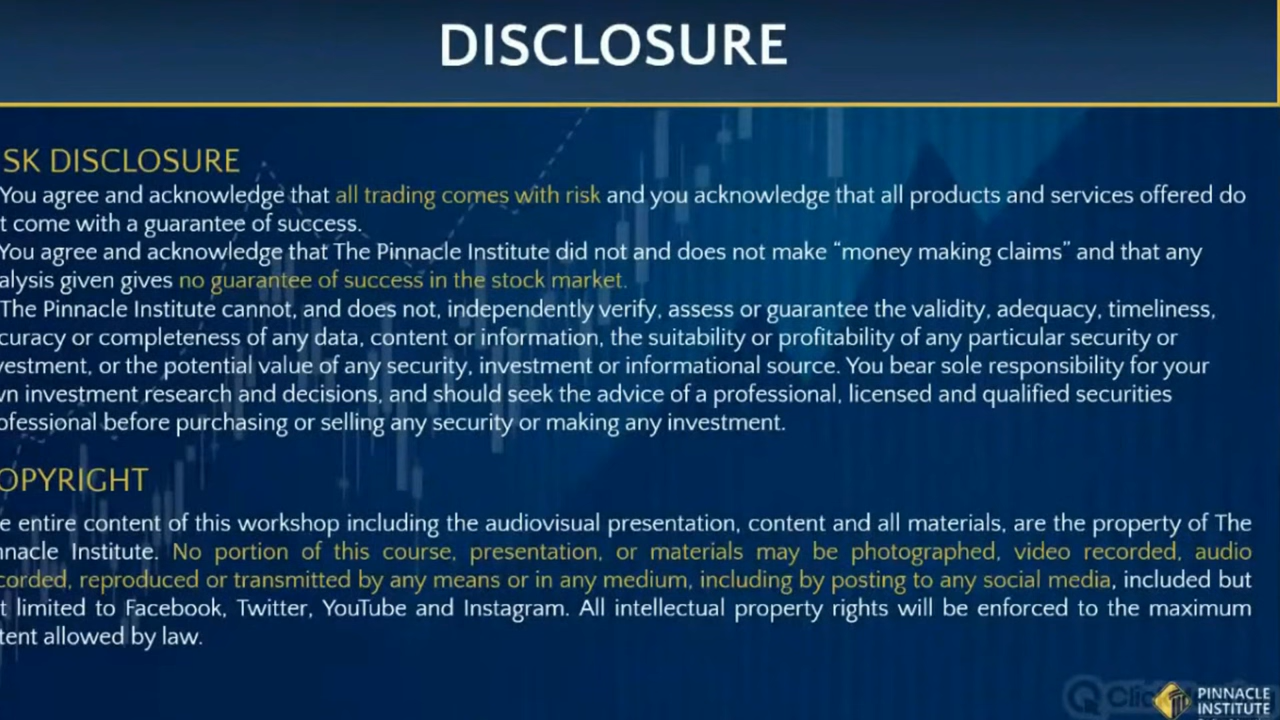 DISCLOSURE
SK DISCLOSURE
You agree and acknowledge that all trading comes with risk and you acknowledge that all products and services offered do
t come with a guarantee of success.
You agree and acknowledge that The Pinnacle Institute did not and does not make “money making claims” and that any
alysis given gives no guarantee of success in the stock market.
The Pinnacle Institute cannot, and does not, independently verify, assess or guarantee the validity, adequacy, timeliness,
curacy or completeness of any data, content or information, the suitability or profitability of any particular security or
vestment, or the potential value of any security, investment or informational source. You bear sole responsibility for your
wn investment research and decisions, and should seek the advice of a professional, licensed and qualified securities
ofessional before purchasing or selling any security or making any investment.
OPYRIGHT
e entire content of this workshop including the audiovisual presentation, content and all materials, are the property of The
nnacle Institute. No portion of this course, presentation, or materials may be photographed, video recorded, audio
corded, reproduced or transmitted by any means or in any medium, including by posting to any social media, included but
t limited to Facebook, Twitter, YouTube and Instagram. All intellectual property rights will be enforced to the maximum
tent allowed by law.
PINNACLE
INSTITUTE